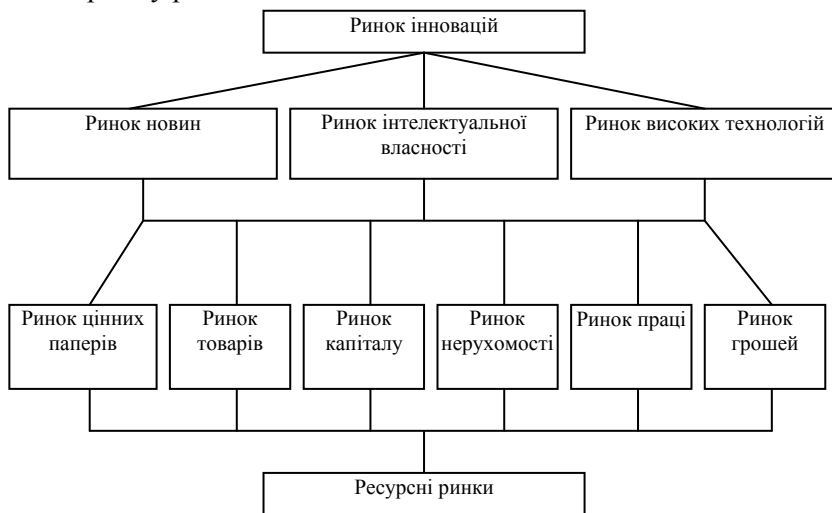 Ринок інновацій
Ринок новин
Ринок інтелектуальної
власності
Ринок високих технологій
Ринок цінних
паперів
Ринок
товарів
Ринок
капіталу
Ринок
нерухомості
Ринок праці
Ринок
грошей
Ресурсні ринки